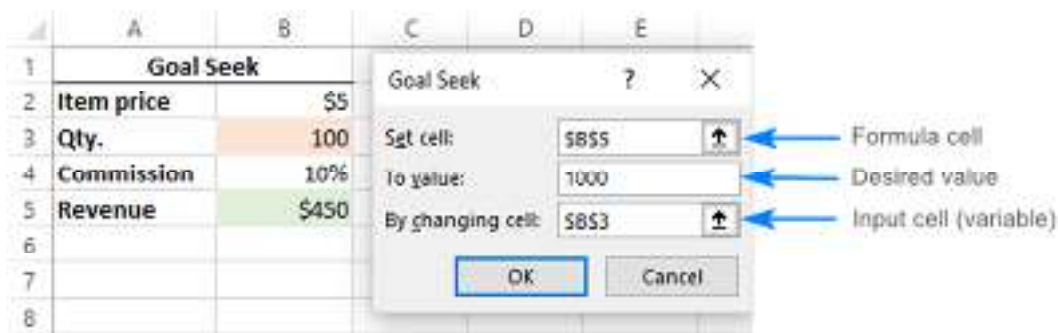 A B C D E
1 Goal Seek
2 Item price $5
3 Qty. 100
4 Commission 10%
5 Revenue $450
6
7
8
Goal Seek ? ×
Set cell: $B$5 Formula cell
To value: 1000 Desired value
By changing cell: $B$3 Input cell (variable)
OK Cancel